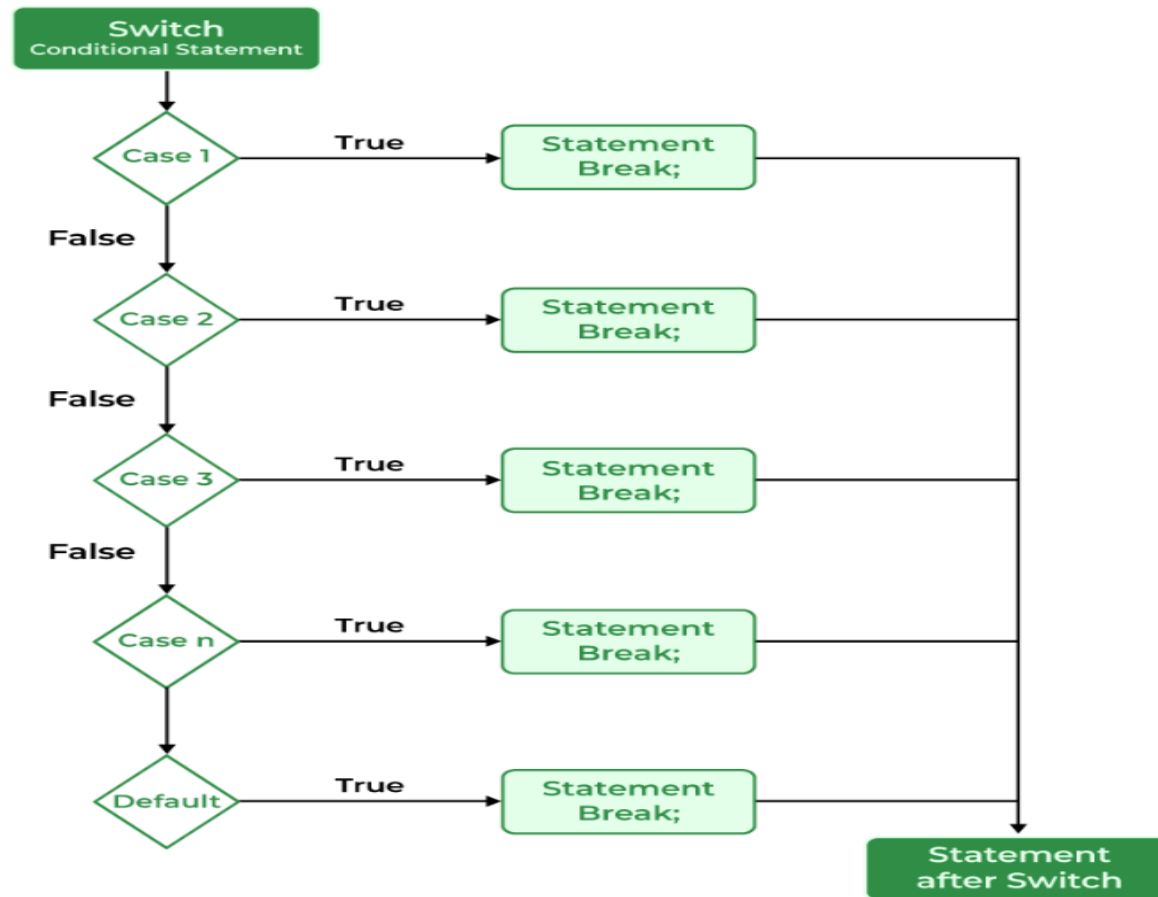 Switch
Conditional Statement
Case 1
True
Statement
Break;
False
Case 2
True
Statement
Break;
False
Case 3
True
Statement
Break;
False
Case n
True
Statement
Break;
Default
True
Statement
Break;
Statement
after Switch